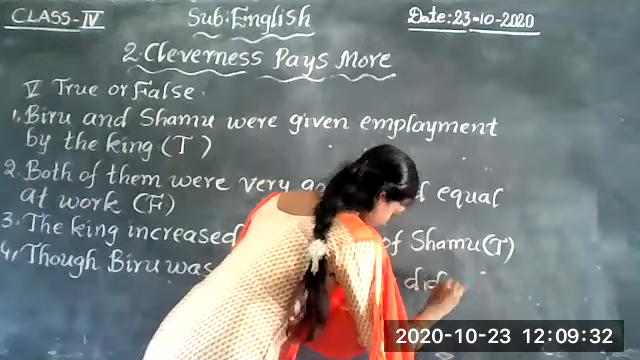 CLASS-IV
Sub:English
Date:23-10-2020
2.Cleverness Pays More
V True or False.
1. Biru and Shamu were given employment
by the king (T)
2. Both of them were very equal
at work (F)
3. The king increased of Shamu(T)
4. Though Biru was did
2020-10-23 12:09:32